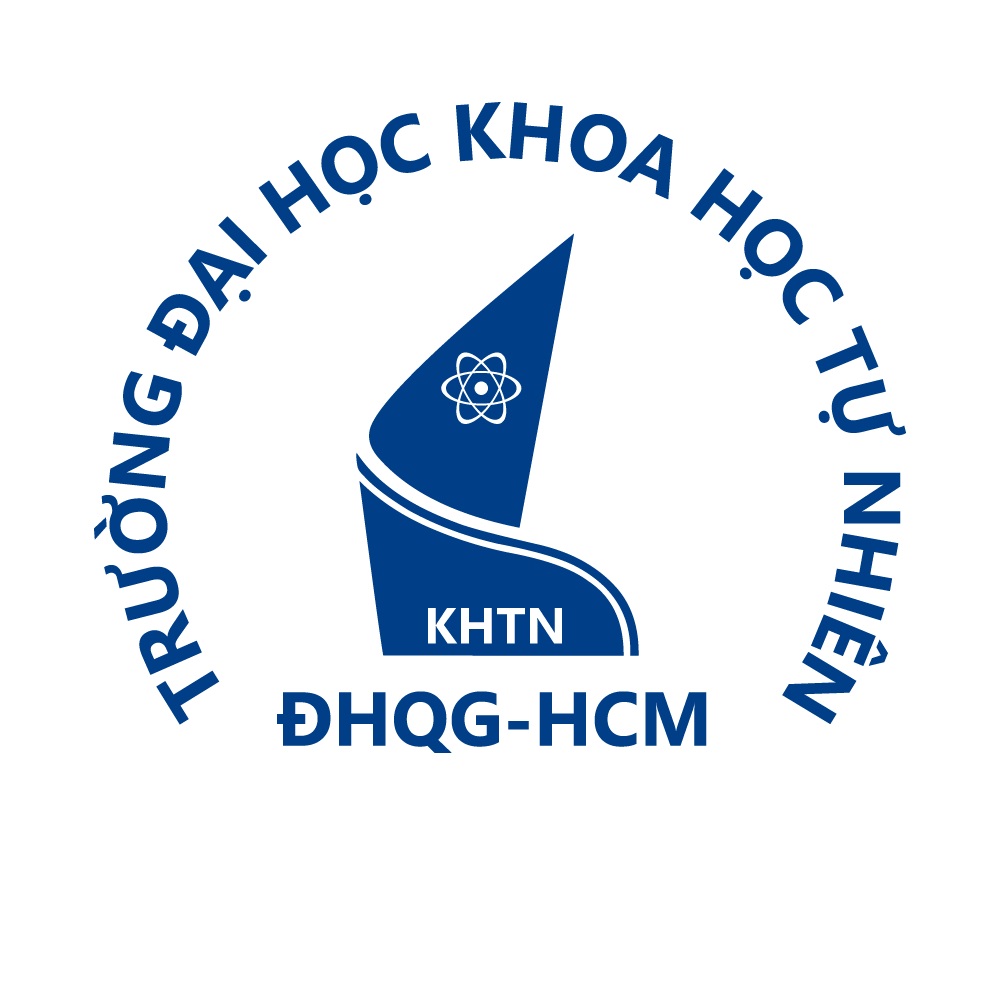 TRƯỜNG ĐẠI HỌC KHOA HỌC TỰ NHIÊN
KHTN
ĐHQG-HCM